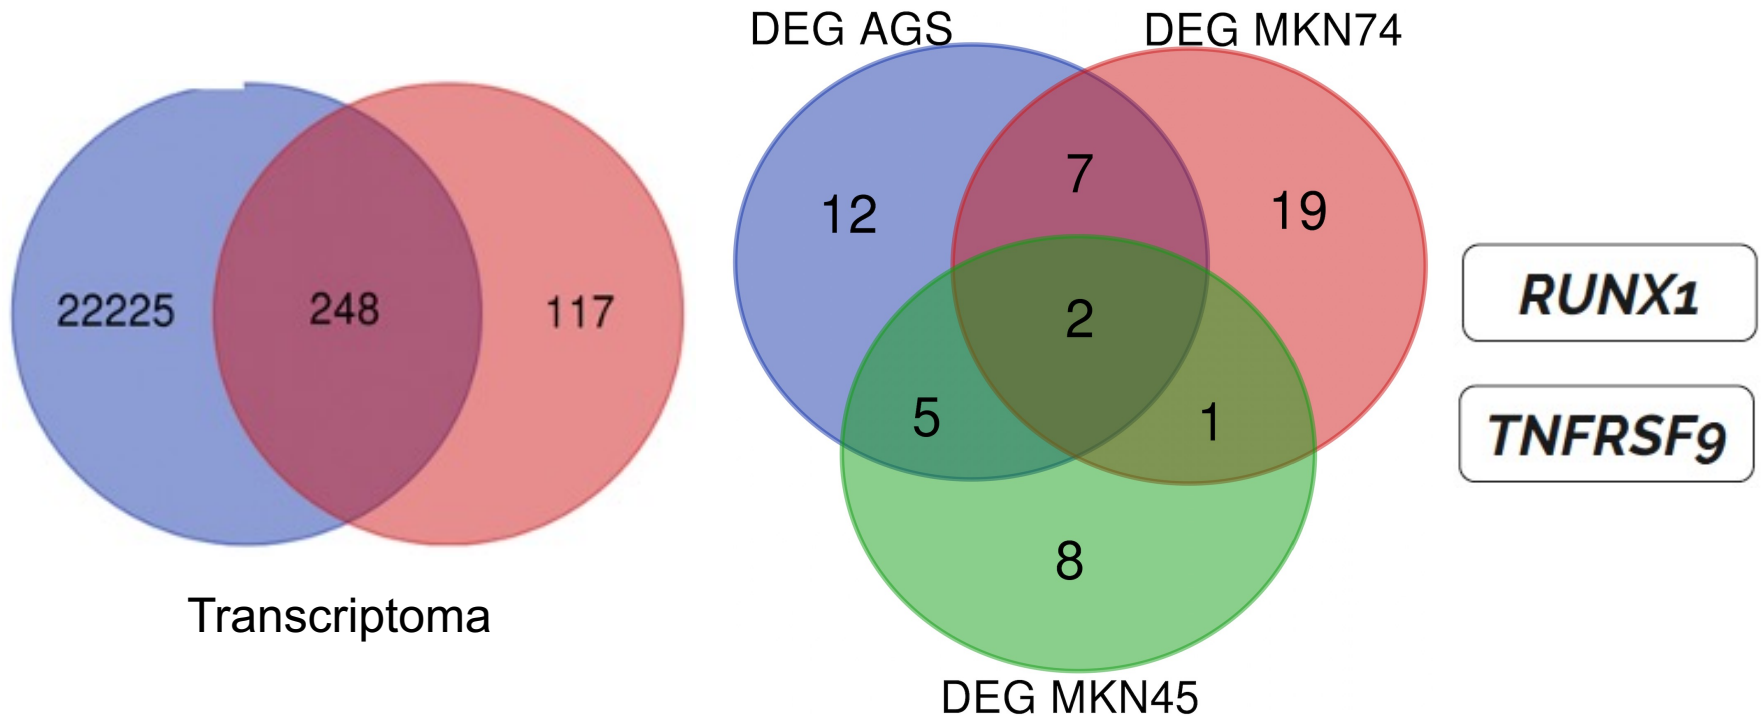 22225
248
117
Transcriptoma
DEG AGS
DEG MKN74
12
7
19
2
5
1
8
DEG MKN45
RUNX1
TNFRSF9